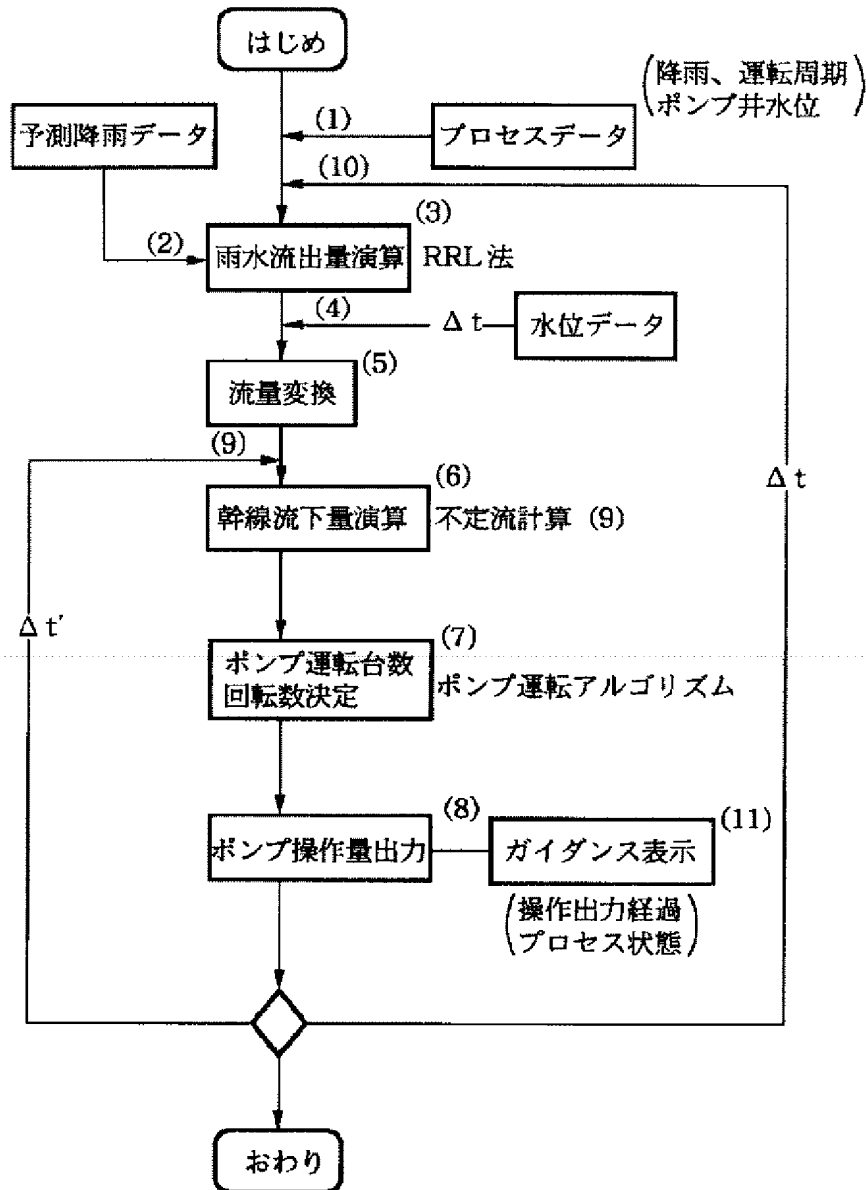 はじめ
(降雨、運転周期
ポンプ井水位)
(1)
予測降雨データ
プロセスデータ
(10)
(3)
(2)
雨水流出量演算 RRL法
(4)
Δt
水位データ
(5)
流量変換
(9)
Δt
(6)
幹線流下量演算 不定流計算 (9)
Δt'
(7)
ポンプ運転台数
回転数決定
ポンプ運転アルゴリズム
(8)
(11)
ポンプ操作量出力
ガイダンス表示
(操作出力経過
プロセス状態)
おわり